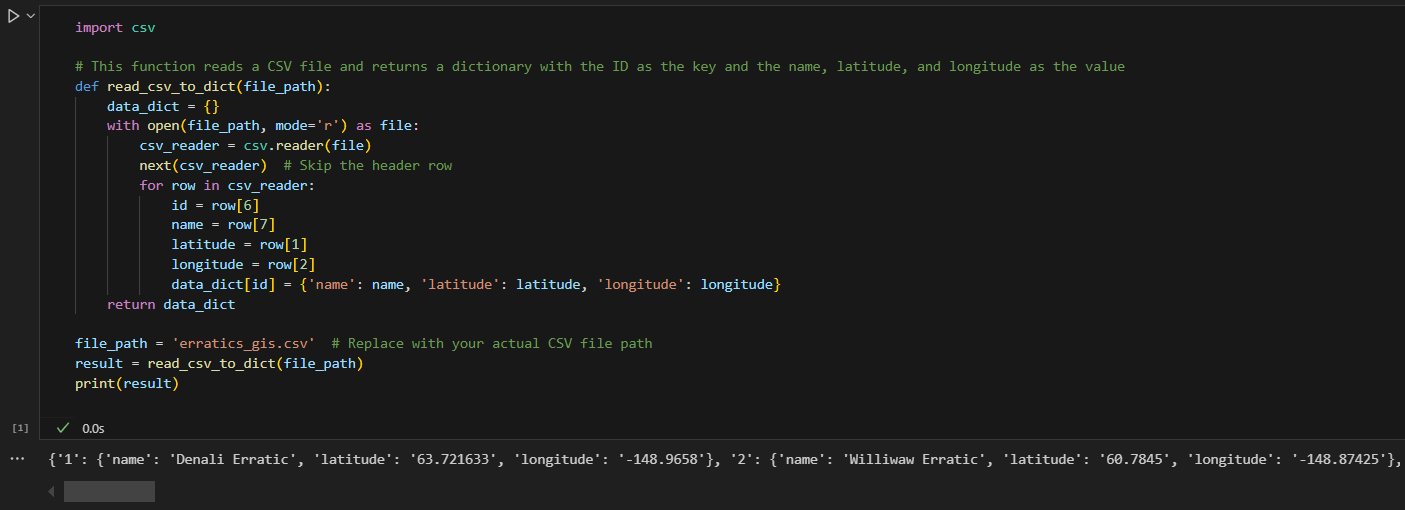 import csv
# This function reads a CSV file and returns a dictionary with the ID as the key and the name, latitude, and longitude as the value
def read_csv_to_dict(file_path):
    data_dict = {}
    with open(file_path, mode='r') as file:
        csv_reader = csv.reader(file)
        next(csv_reader)  # Skip the header row
        for row in csv_reader:
            id = row[6]
            name = row[7]
            latitude = row[1]
            longitude = row[2]
            data_dict[id] = {'name': name, 'latitude': latitude, 'longitude': longitude}
    return data_dict
file_path = 'erratics_gis.csv'  # Replace with your actual CSV file path
result = read_csv_to_dict(file_path)
print(result)
[1] ✓ 0.0s
... {'1': {'name': 'Denali Erratic', 'latitude': '63.721633', 'longitude': '-148.9658'}, '2': {'name': 'Williwaw Erratic', 'latitude': '60.7845', 'longitude': '-148.87425'},